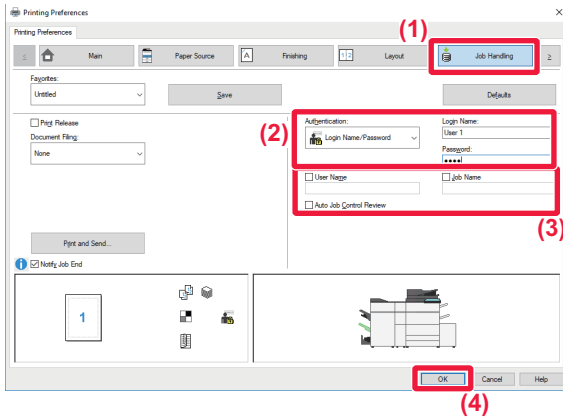 Printing Preferences
×
Printing Preferences
(1)
< Main Paper Source A Finishing 1 2 Layout Job Handling >
Favorites:
Untitled Save Defaults
Print Release
Document Filing:
None
(2)
Authentication: Login Name:
Login Name/Password User 1
Password:
••••
User Name Job Name
Auto Job Control Review
(3)
Print and Send...
i Notify Job End
1
OK Cancel Help
(4)